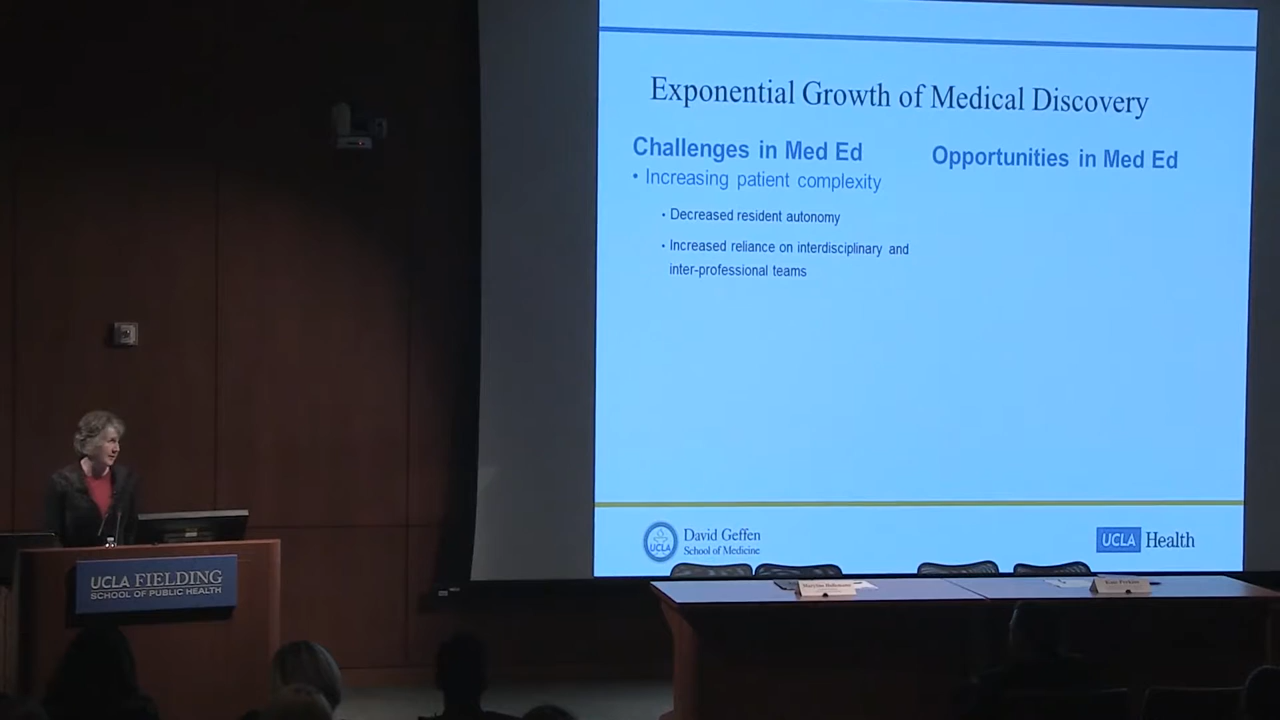 Exponential Growth of Medical Discovery
Challenges in Med Ed
• Increasing patient complexity
• Decreased resident autonomy
• Increased reliance on interdisciplinary and
inter-professional teams
Opportunities in Med Ed
UCLA
David Geffen
School of Medicine
UCLA Health
UCLA FIELDING
SCHOOL OF PUBLIC HEALTH